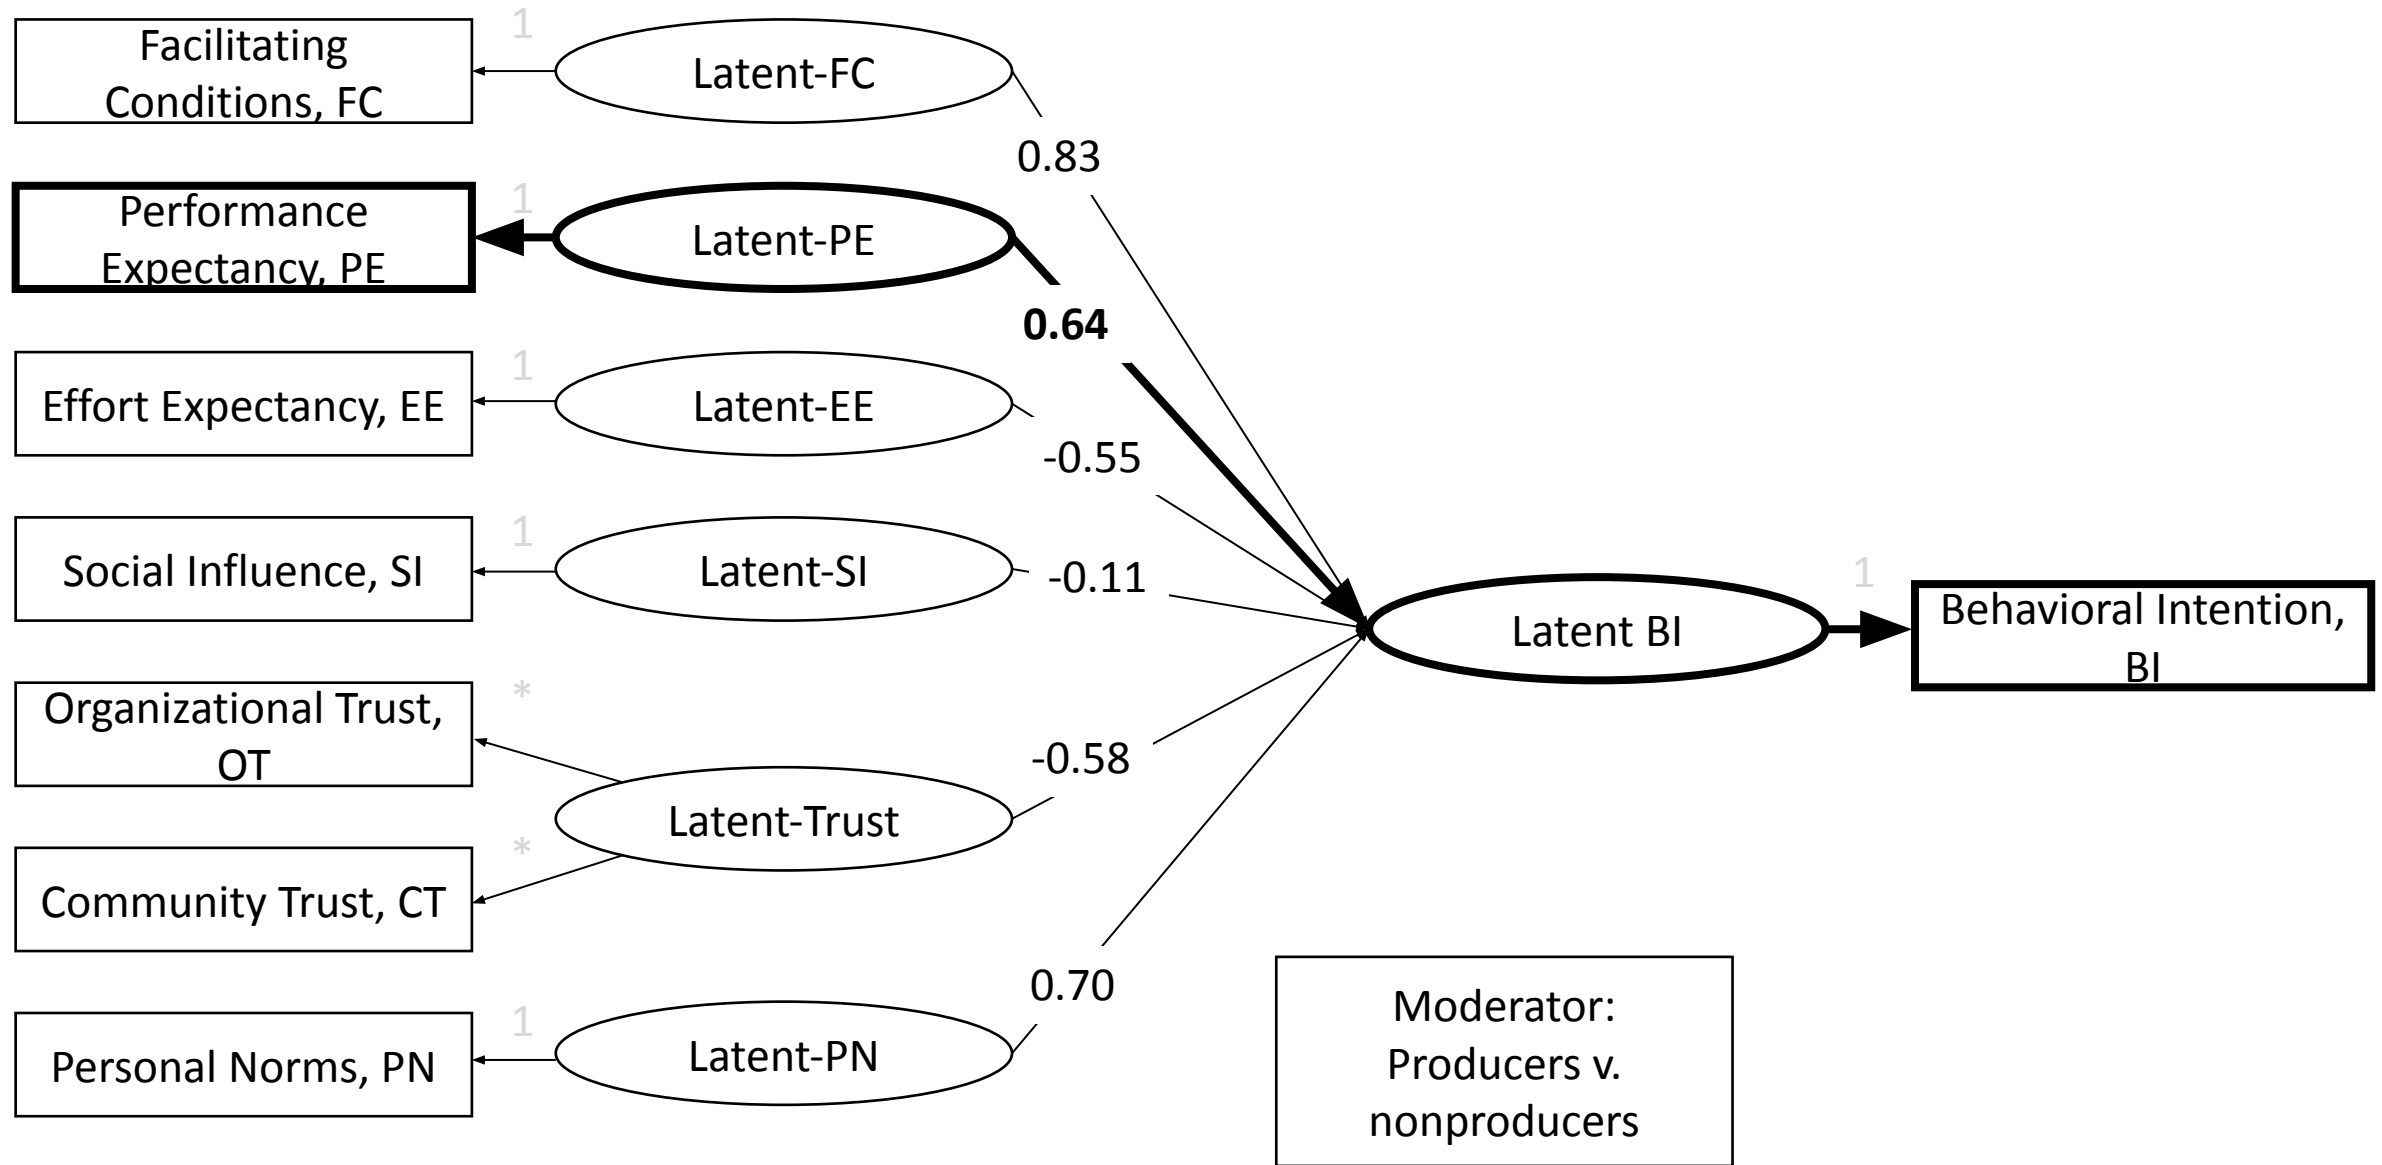 1
Facilitating
Conditions, FC
Latent-FC
0.83
1
Performance
Expectancy, PE
Latent-PE
0.64
1
Effort Expectancy, EE
Latent-EE
-0.55
1
Social Influence, SI
Latent-SI
-0.11
1
Latent BI
Behavioral Intention,
BI
*
Organizational Trust,
OT
-0.58
Latent-Trust
*
Community Trust, CT
0.70
1
Personal Norms, PN
Latent-PN
Moderator:
Producers v.
nonproducers